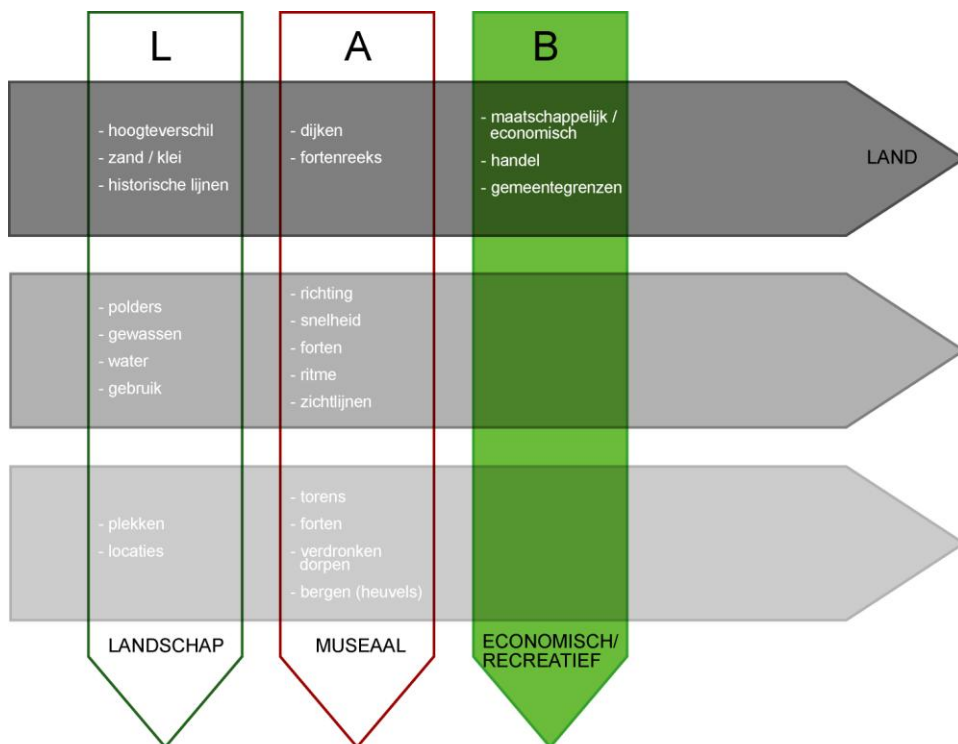 L
A
B
- hoogteverschil
- zand / klei
- historische lijnen
- dijken
- fortenreeks
- maatschappelijk /
economisch
- handel
- gemeentegrenzen
LAND
- polders
- gewassen
- water
- gebruik
- richting
- snelheid
- forten
- ritme
- zichtlijnen
- plekken
- locaties
- torens
- forten
- verdronken
dorpen
- bergen (heuvels)
LANDSCHAP
MUSEAAL
ECONOMISCH/
RECREATIEF